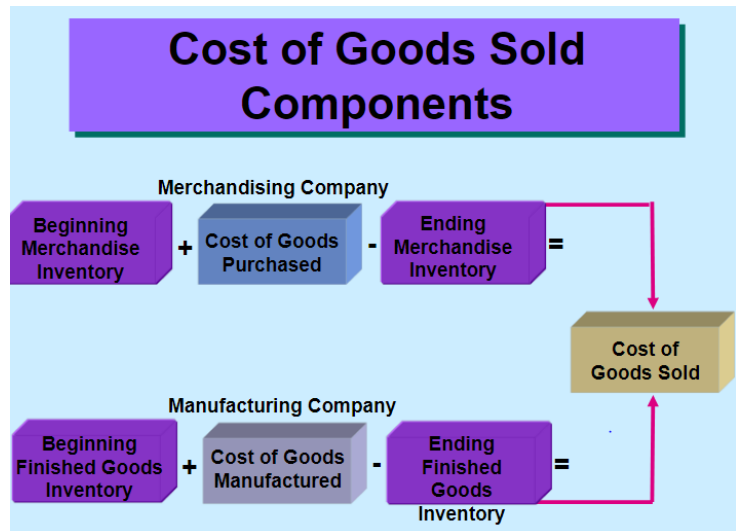 Cost of Goods Sold
Components
Merchandising Company
Beginning
Merchandise
Inventory
+
Cost of Goods
Purchased
-
Ending
Merchandise
Inventory
=
Cost of
Goods Sold
Manufacturing Company
Beginning
Finished Goods
Inventory
+
Cost of Goods
Manufactured
-
Ending
Finished
Goods
Inventory
=